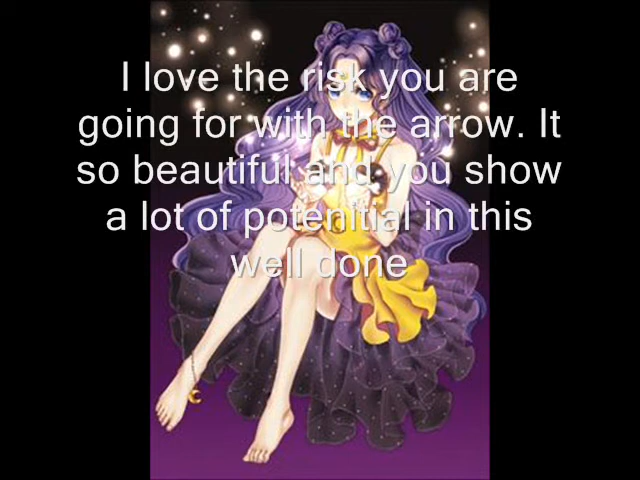 I love the risk you are
going for with the arrow. It
so beautiful and you show
a lot of potenitial in this
well done